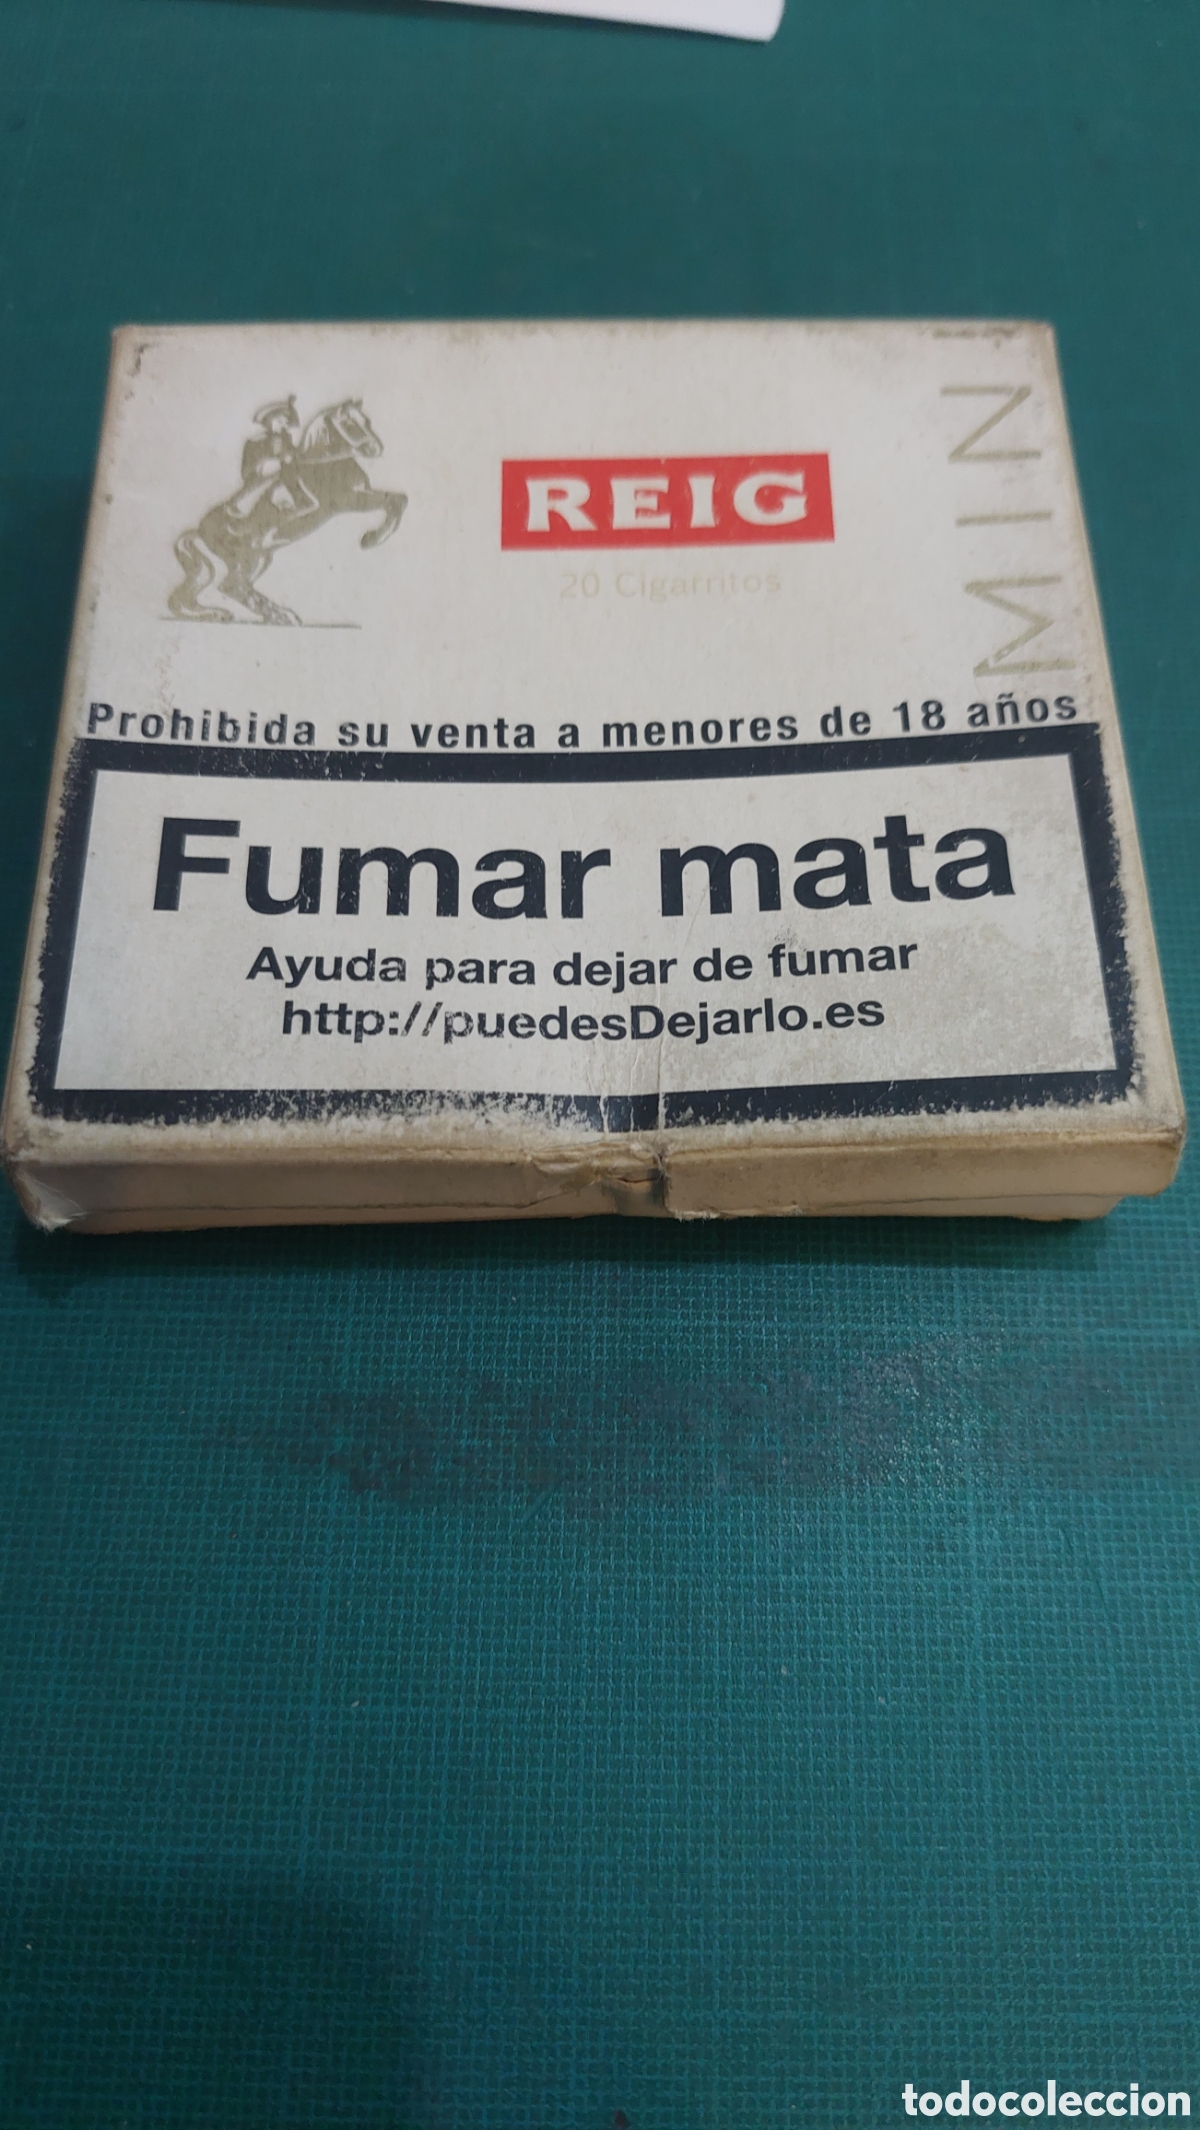 REIG
20 Cigarritos
MINI
Prohibida su venta a menores de 18 años
Fumar mata
Ayuda para dejar de fumar
http://puedesDejarlo.es
todocoleccion